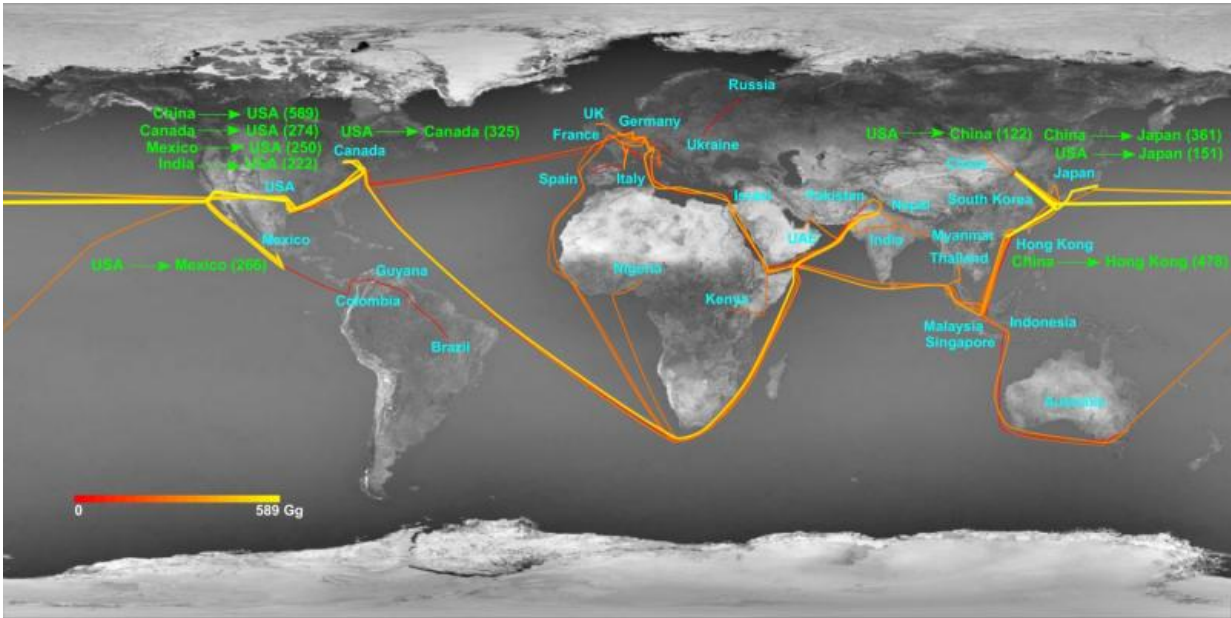 China → USA (589)
Canada → USA (274)
Mexico → USA (250)
India → USA (222)
USA → Canada (325)
Canada
USA
Mexico
USA → Mexico (266)
Guyana
Colombia
Brazil
Russia
UK
Germany
France
Ukraine
Spain
Italy
Israel
Pakistan
Nepal
UAE
India
Myanmar
Thailand
Nigeria
Kenya
USA → China (122)
China → Japan (361)
USA → Japan (151)
China
Japan
South Korea
Hong Kong
China → Hong Kong (478)
Malaysia
Singapore
Indonesia
Australia
0
589 Gg